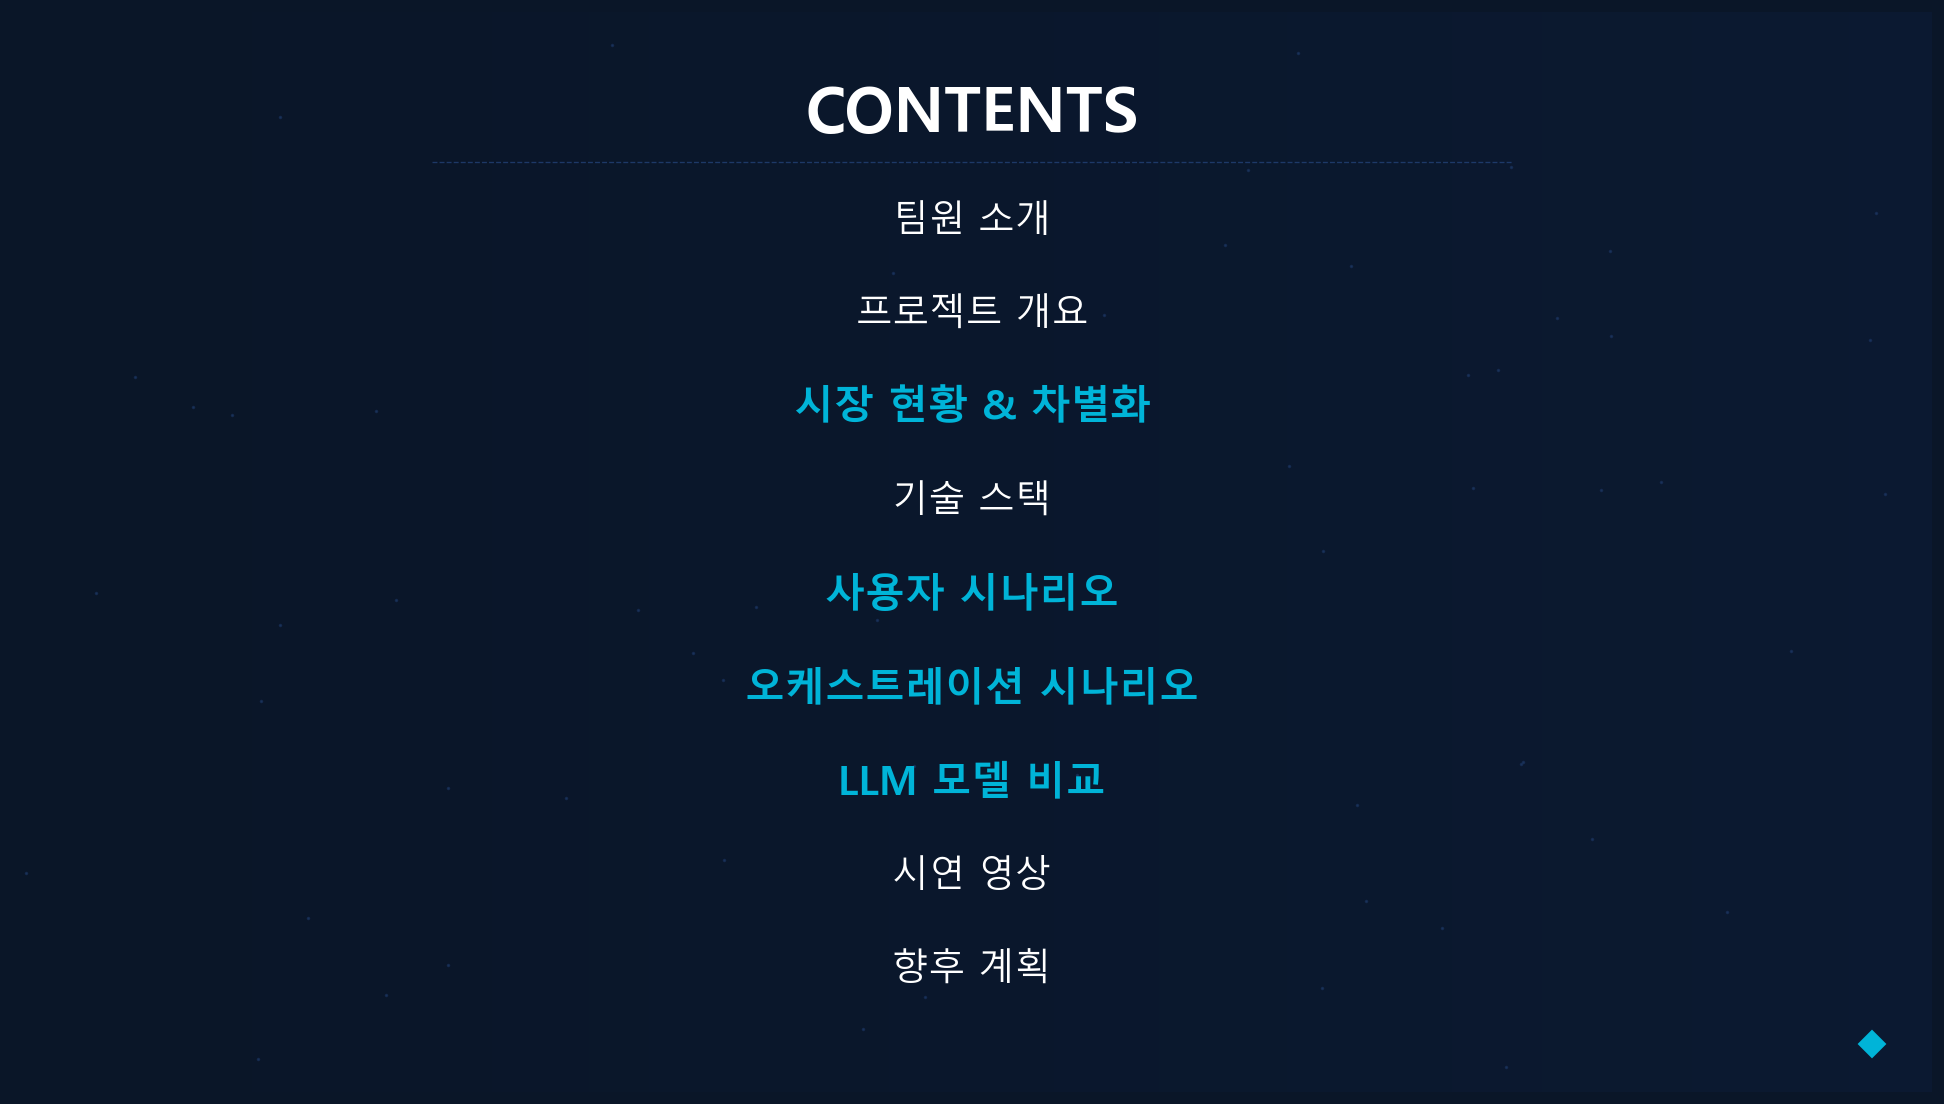 CONTENTS
팀원 소개
프로젝트 개요
시장 현황 & 차별화
기술 스택
사용자 시나리오
오케스트레이션 시나리오
LLM 모델 비교
시연 영상
향후 계획